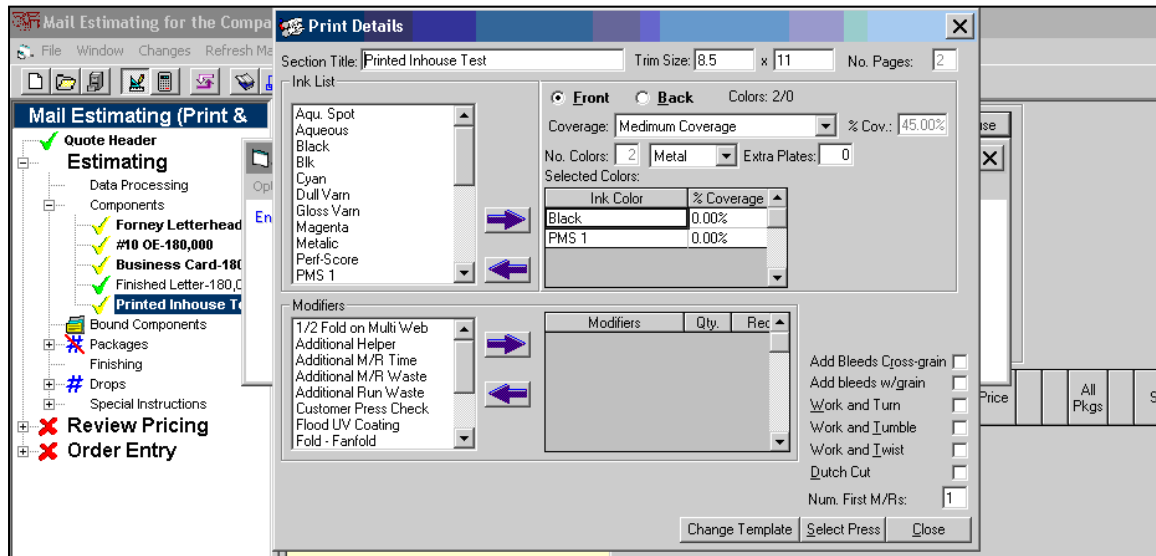 Mail Estimating for the Compa
File Window Changes Refresh Ma
Mail Estimating (Print &
Quote Header
Estimating
Data Processing
Components
Forney Letterhead
#10 OE-180,000
Business Card-180
Finished Letter-180,0
Printed Inhouse Te
Bound Components
Packages
Finishing
Drops
Special Instructions
Review Pricing
Order Entry
Opt
En
Print Details
Section Title: Printed Inhouse Test Trim Size: 8.5 x 11 No. Pages: 2
Ink List
Aqu. Spot
Aqueous
Black
Blk
Cyan
Dull Varn
Gloss Varn
Magenta
Metalic
Perf-Score
PMS 1
Front Back Colors: 2/0
Coverage: Medimum Coverage % Cov.: 45.00%
No. Colors: 2 Metal Extra Plates: 0
Selected Colors:
Ink Color % Coverage
Black 0.00%
PMS 1 0.00%
Modifiers
1/2 Fold on Multi Web
Additional Helper
Additional M/R Time
Additional M/R Waste
Additional Run Waste
Customer Press Check
Flood UV Coating
Fold - Fanfold
Modifiers Qty. Rec
Add Bleeds Cross-grain
Add bleeds w/grain
Work and Turn
Work and Tumble
Work and Twist
Dutch Cut
Num. First M/Rs: 1
Change Template Select Press Close
se
Price All Pkgs S